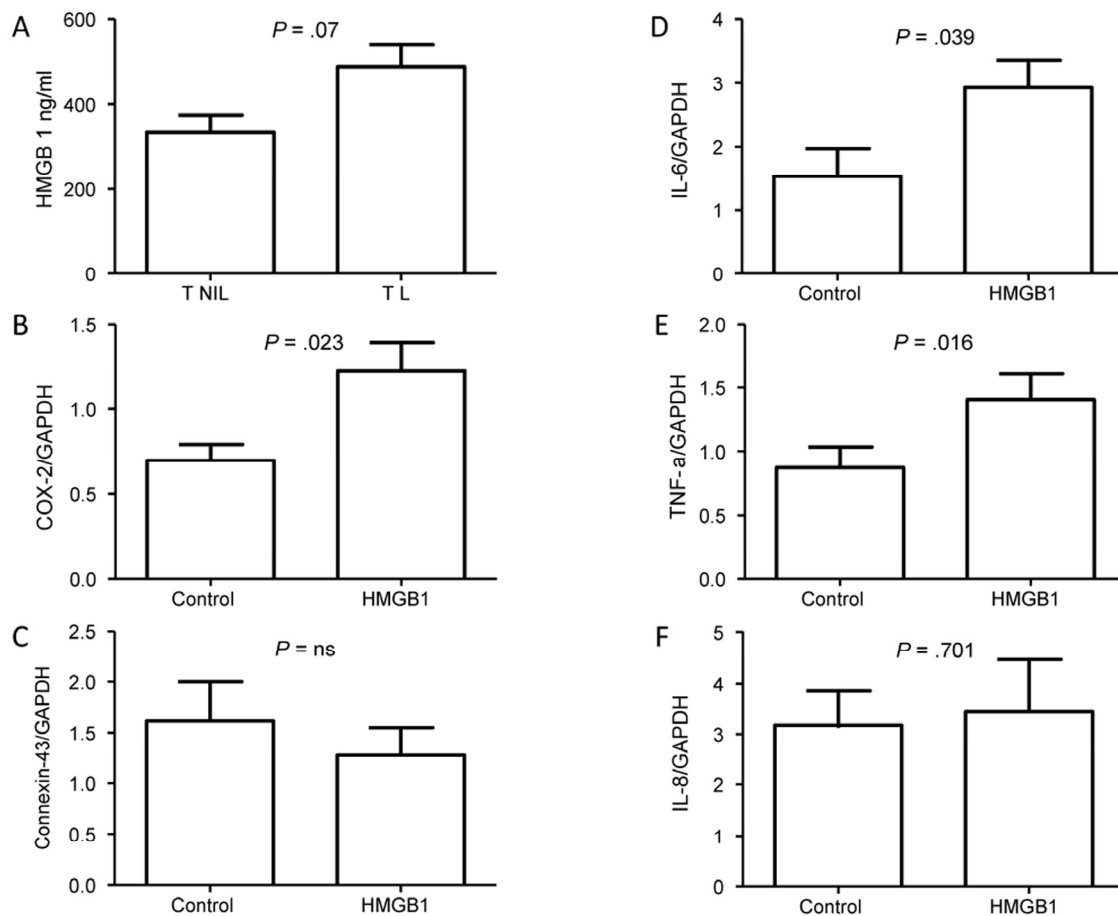 A
HMGB 1 ng/ml
600
400
200
0
P = .07
T NIL
T L
B
COX-2/GAPDH
1.5
1.0
0.5
0.0
P = .023
Control
HMGB1
C
Connexin-43/GAPDH
2.5
2.0
1.5
1.0
0.5
0.0
P = ns
Control
HMGB1
D
IL-6/GAPDH
4
3
2
1
0
P = .039
Control
HMGB1
E
TNF-a/GAPDH
2.0
1.5
1.0
0.5
0.0
P = .016
Control
HMGB1
F
IL-8/GAPDH
5
4
3
2
1
0
P = .701
Control
HMGB1